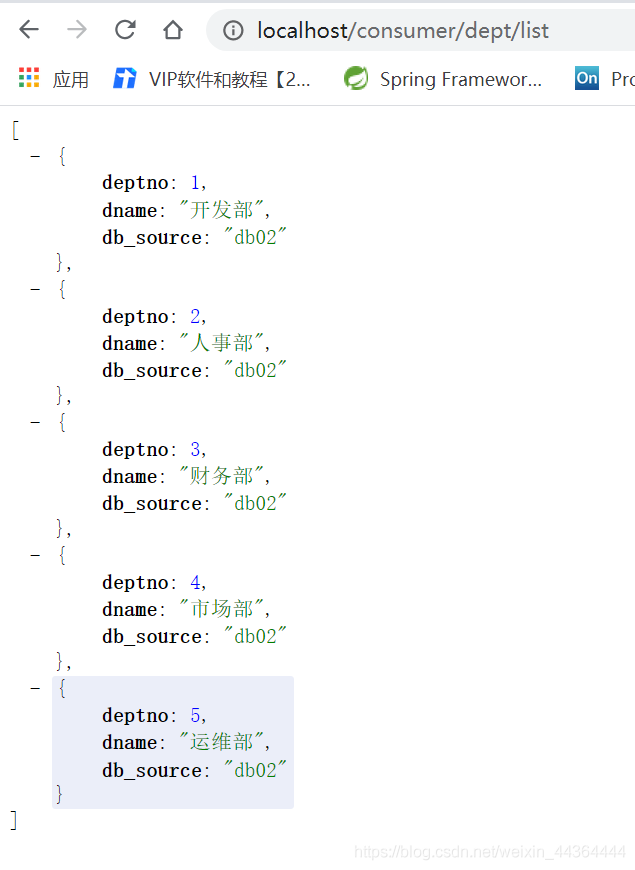 localhost/consumer/dept/list
应用 VIP软件和教程【2... Spring Framewor... On Pro
[
- {
deptno: 1,
dname: "开发部",
db_source: "db02"
},
- {
deptno: 2,
dname: "人事部",
db_source: "db02"
},
- {
deptno: 3,
dname: "财务部",
db_source: "db02"
},
- {
deptno: 4,
dname: "市场部",
db_source: "db02"
},
- {
deptno: 5,
dname: "运维部",
db_source: "db02"
}
]
https://blog.csdn.net/weixin_44364444